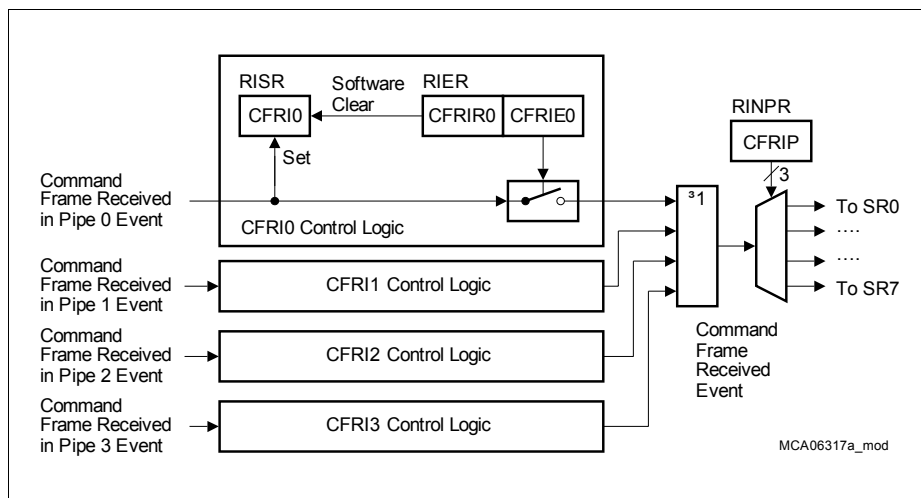 RISR
Software
Clear
RIER
CFRI0
CFRIR0
CFRIE0
Set
RINPR
CFRIP
3
Command
Frame Received
in Pipe 0 Event
CFRI0 Control Logic
³1
To SR0
....
....
To SR7
Command
Frame Received
in Pipe 1 Event
CFRI1 Control Logic
Command
Frame Received
in Pipe 2 Event
CFRI2 Control Logic
Command
Frame
Received
Event
Command
Frame Received
in Pipe 3 Event
CFRI3 Control Logic
MCA06317a_mod